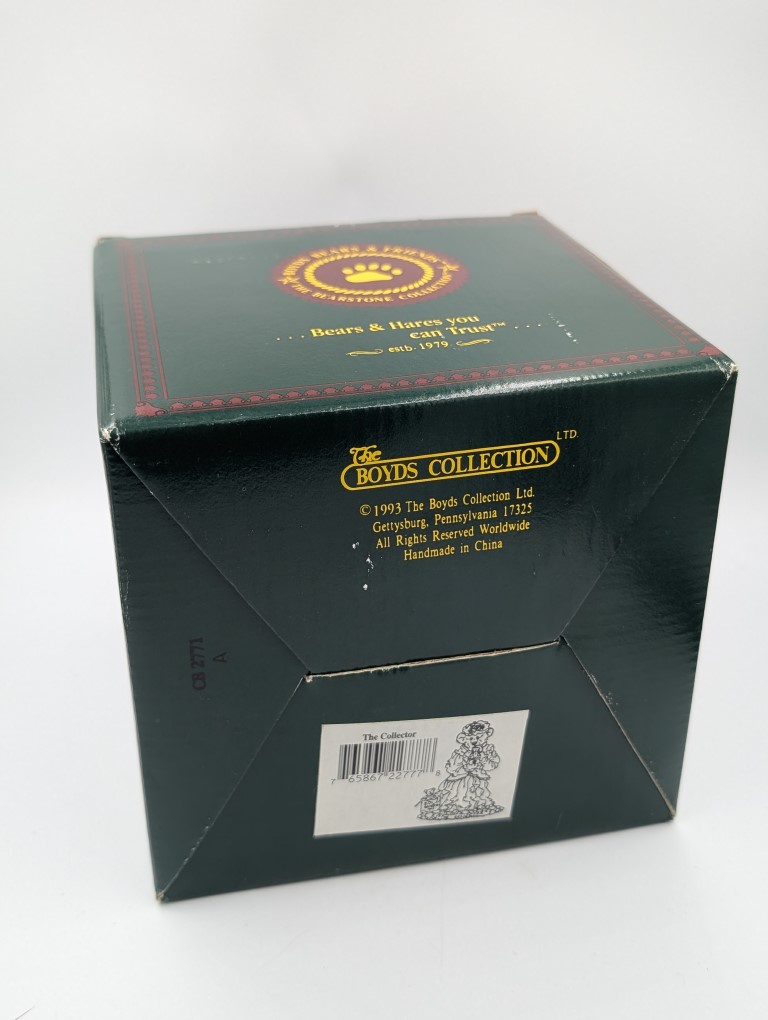 BOYDS BEARS & FRIENDS
THE BEARSTONE COLLECTION
...Bears & Hares you
can Trust™...
estb. 1979
The
BOYDS COLLECTION LTD.
© 1993 The Boyds Collection Ltd.
Gettysburg, Pennsylvania 17325
All Rights Reserved Worldwide
Handmade in China
CB 2771
A
The Collector
7 65867 22777 8